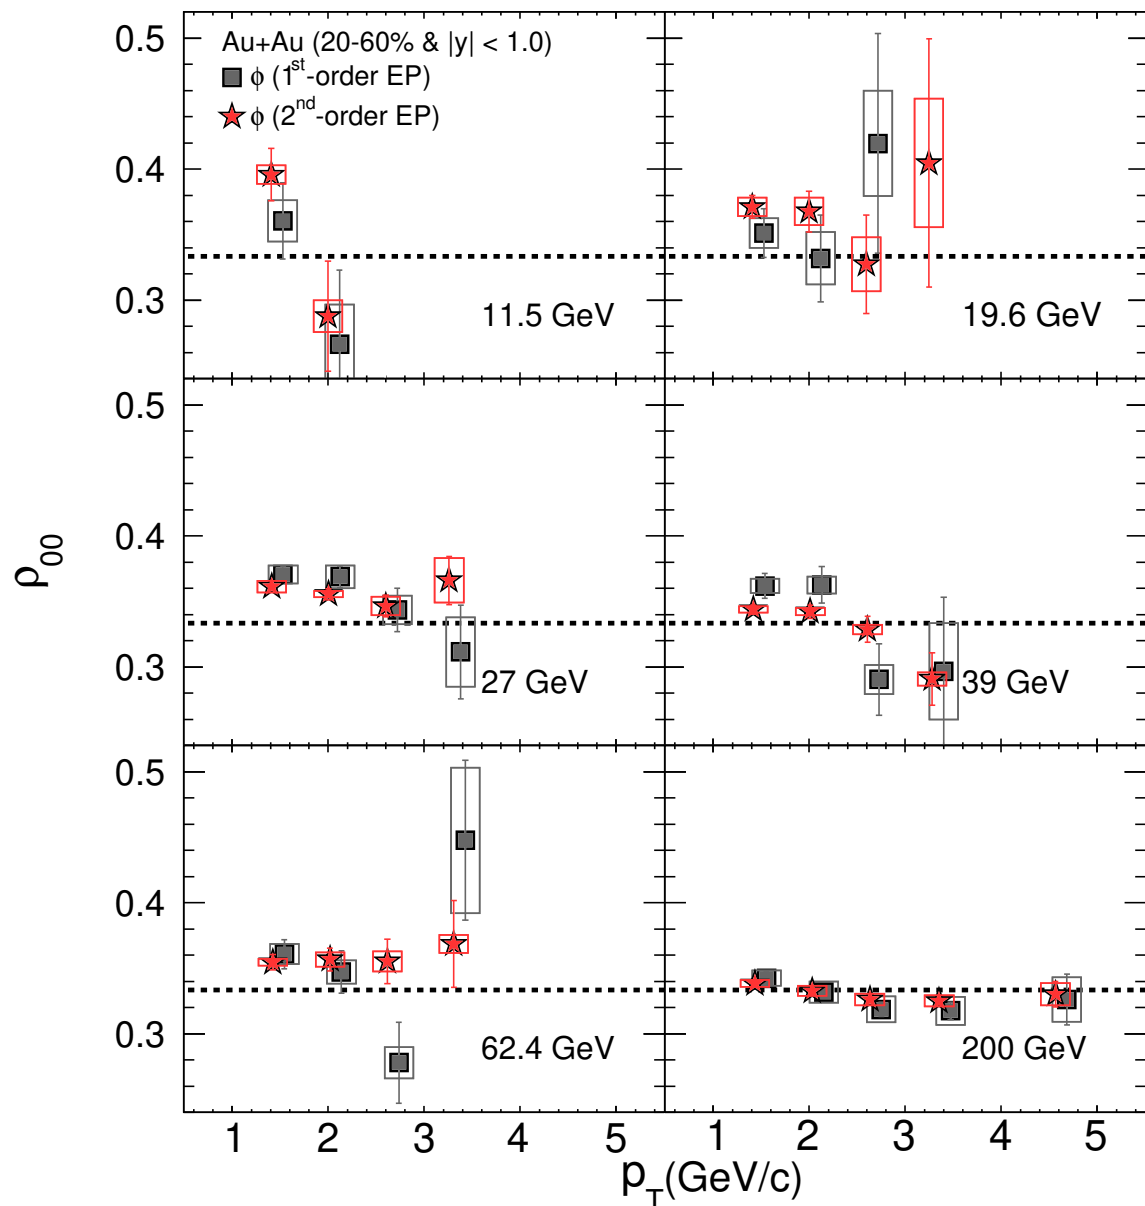 0.5
Au+Au (20-60% & |y| < 1.0)
ϕ (1st-order EP)
ϕ (2nd-order EP)
0.4
0.3
11.5 GeV
19.6 GeV
0.5
0.4
0.3
27 GeV
39 GeV
ρ00
0.5
0.4
0.3
62.4 GeV
200 GeV
1 2 3 4 5
1 2 3 4 5
pT(GeV/c)